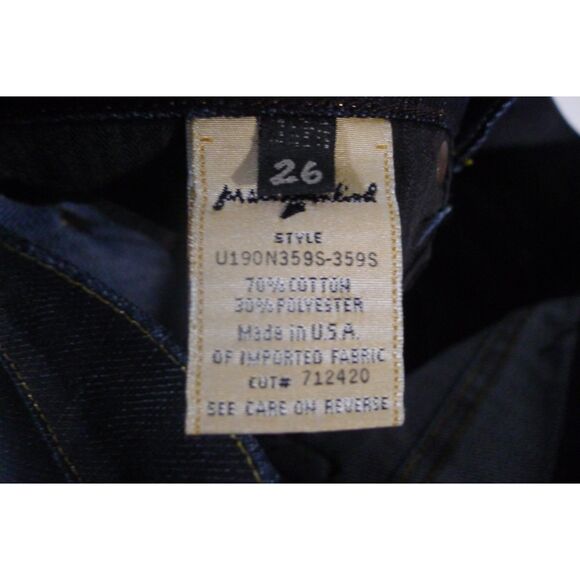 26
for all mankind
STYLE
U190N359S-359S
70% COTTON
30% POLYESTER
Made in U.S.A.
OF IMPORTED FABRIC
CUT# 712420
SEE CARE ON REVERSE